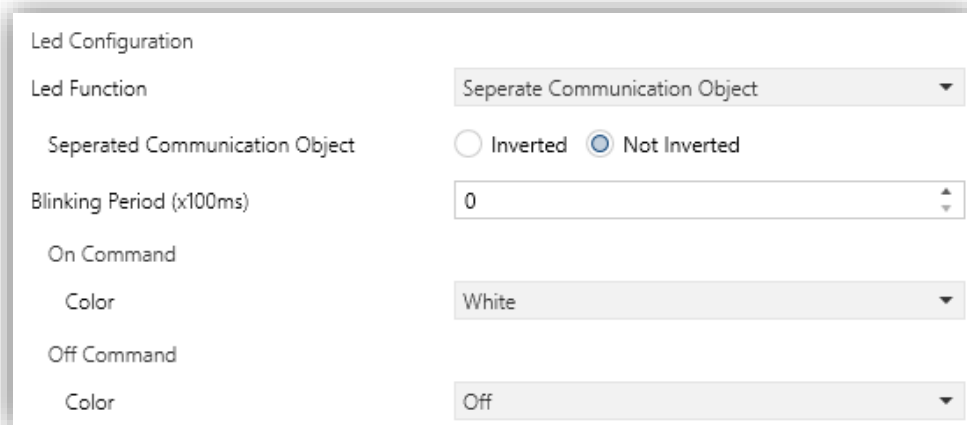 Led Configuration
Led Function Seperate Communication Object
Seperated Communication Object Inverted Not Inverted
Blinking Period (x100ms) 0
On Command
Color White
Off Command
Color Off